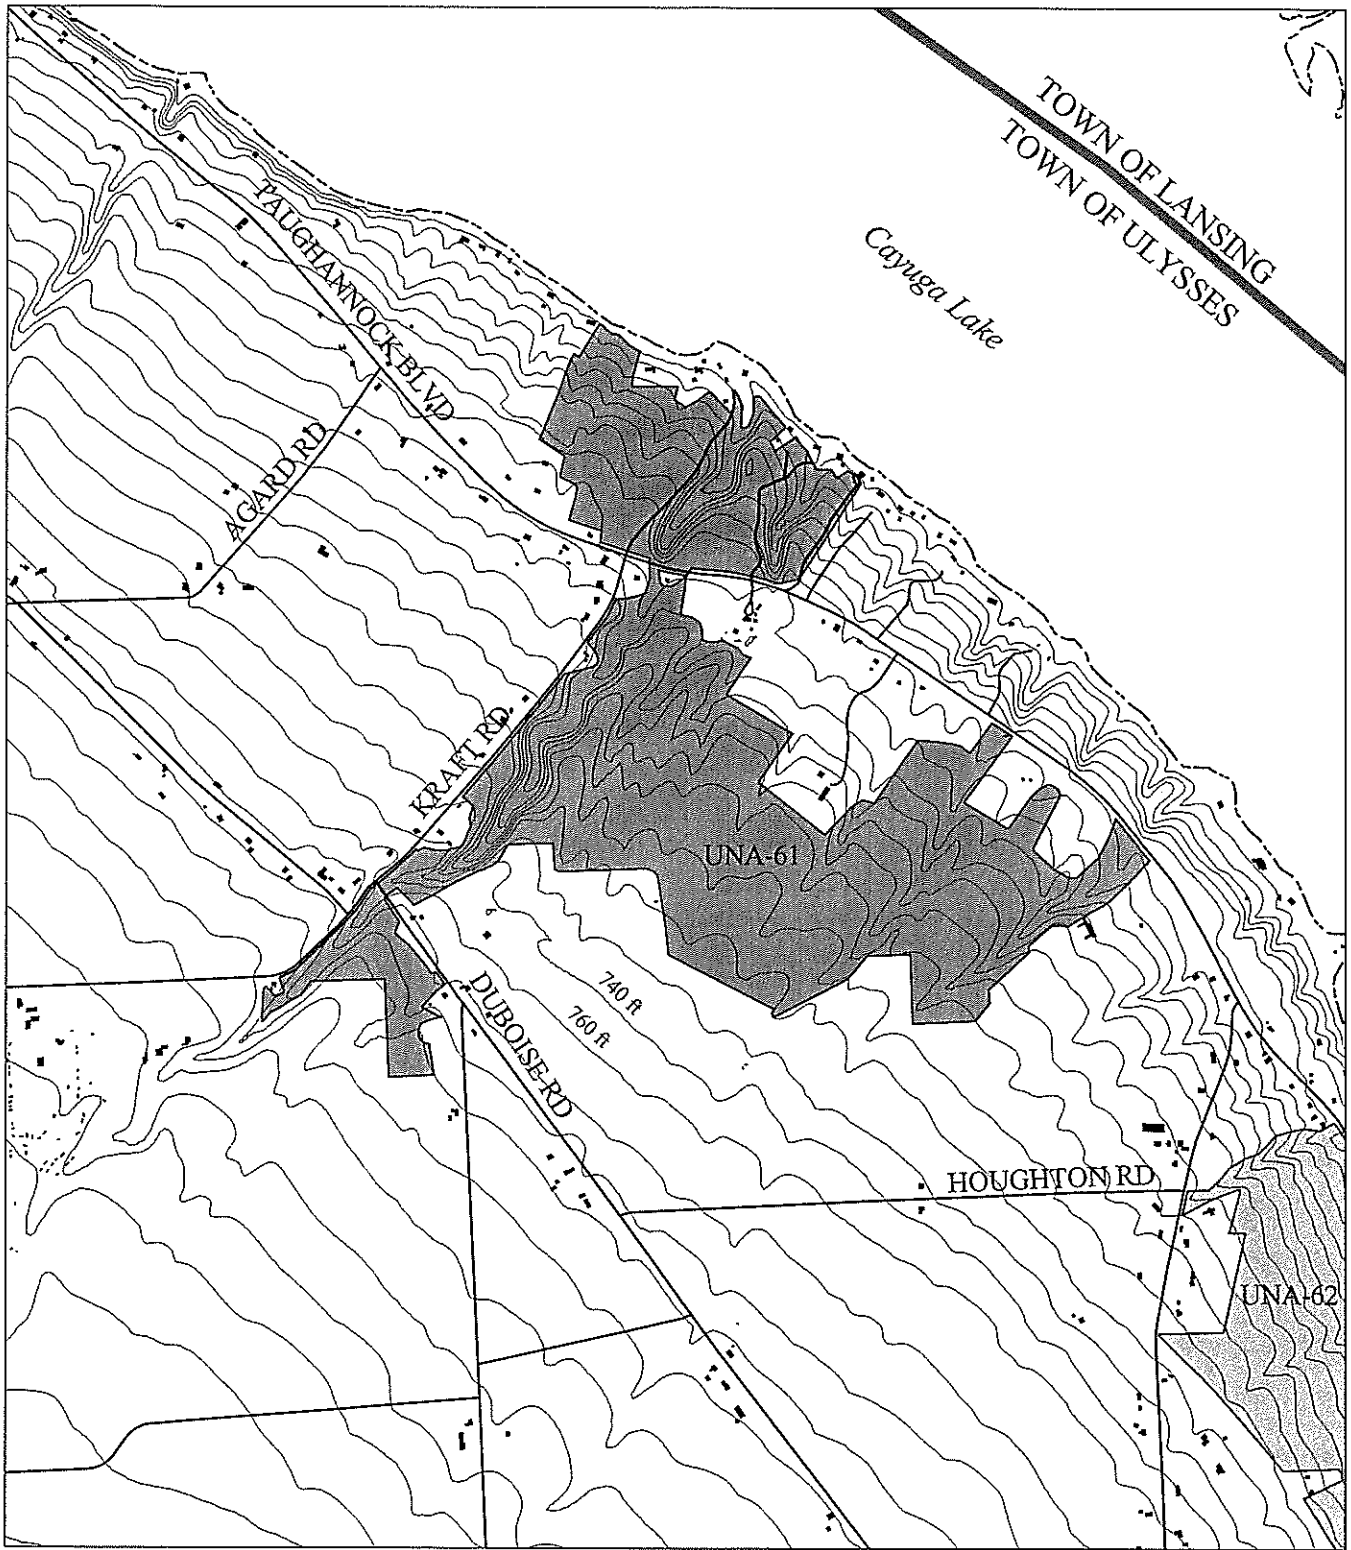 TOWN OF LANSING
TOWN OF ULYSSES
Cayuga Lake
TAUGHANNOCK BLVD
AGARD RD
KRAFT RD
UNA-61
740 ft
760 ft
DUBOISE RD
HOUGHTON RD
UNA-62